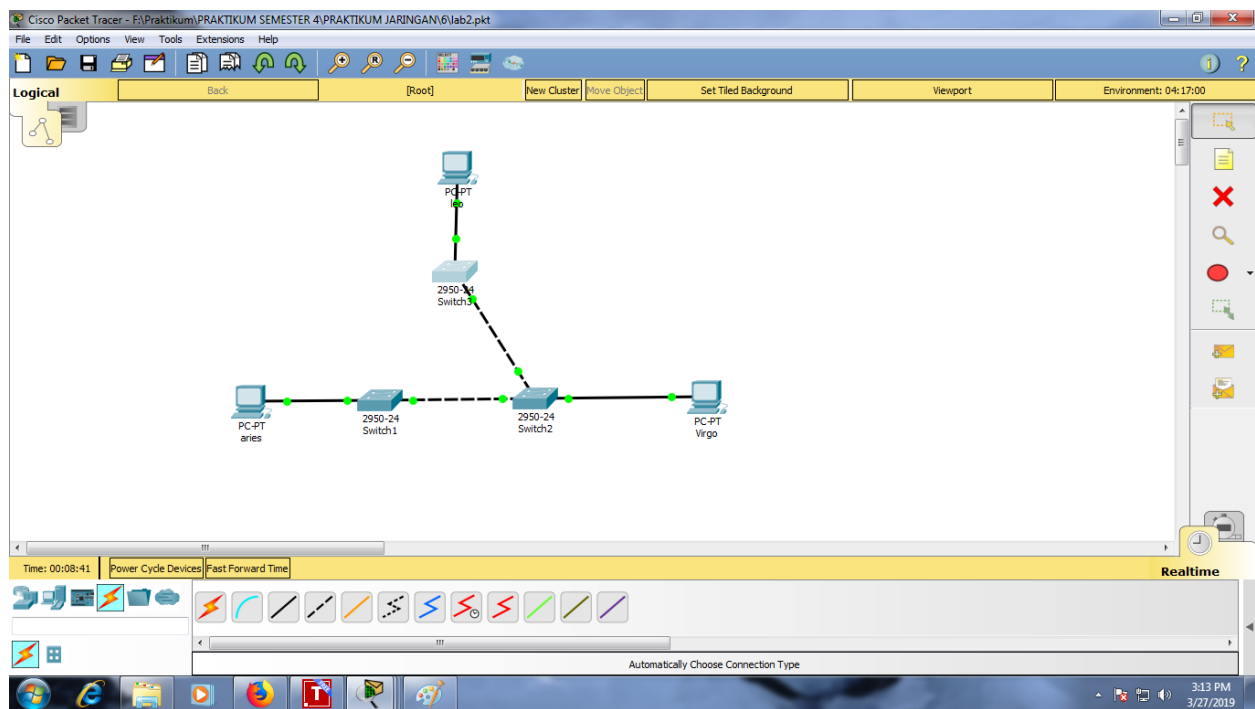 Cisco Packet Tracer - F:\Praktikum\PRAKTIKUM SEMESTER 4\PRAKTIKUM JARINGAN\6\lab2.pkt
File Edit Options View Tools Extensions Help
Logical Back [Root] New Cluster Move Object Set Tiled Background Viewport Environment: 04:17:00
PC-PT
leo
2950-24
Switch3
PC-PT
aries
2950-24
Switch1
2950-24
Switch2
PC-PT
Virgo
Time: 00:08:41 Power Cycle Devices Fast Forward Time
Realtime
Automatically Choose Connection Type
3:13 PM
3/27/2019